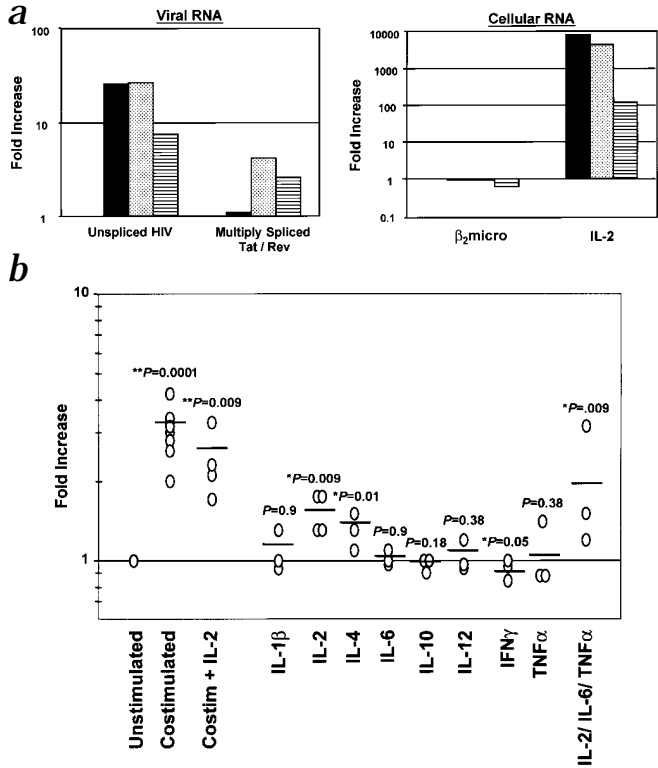 a
Viral RNA
Fold Increase
100
10
1
Unspliced HIV
Multiply Spliced
Tat / Rev
Cellular RNA
Fold Increase
10000
1000
100
10
1
0.1
β₂micro
IL-2
b
Fold Increase
10
1
**P=0.0001
**P=0.009
P=0.9
*P=0.009
*P=0.01
P=0.9
P=0.18
P=0.38
*P=0.05
P=0.38
*P=.009
Unstimulated
Costimulated
Costim + IL-2
IL-1β
IL-2
IL-4
IL-6
IL-10
IL-12
IFNγ
TNFα
IL-2/ IL-6/ TNFα